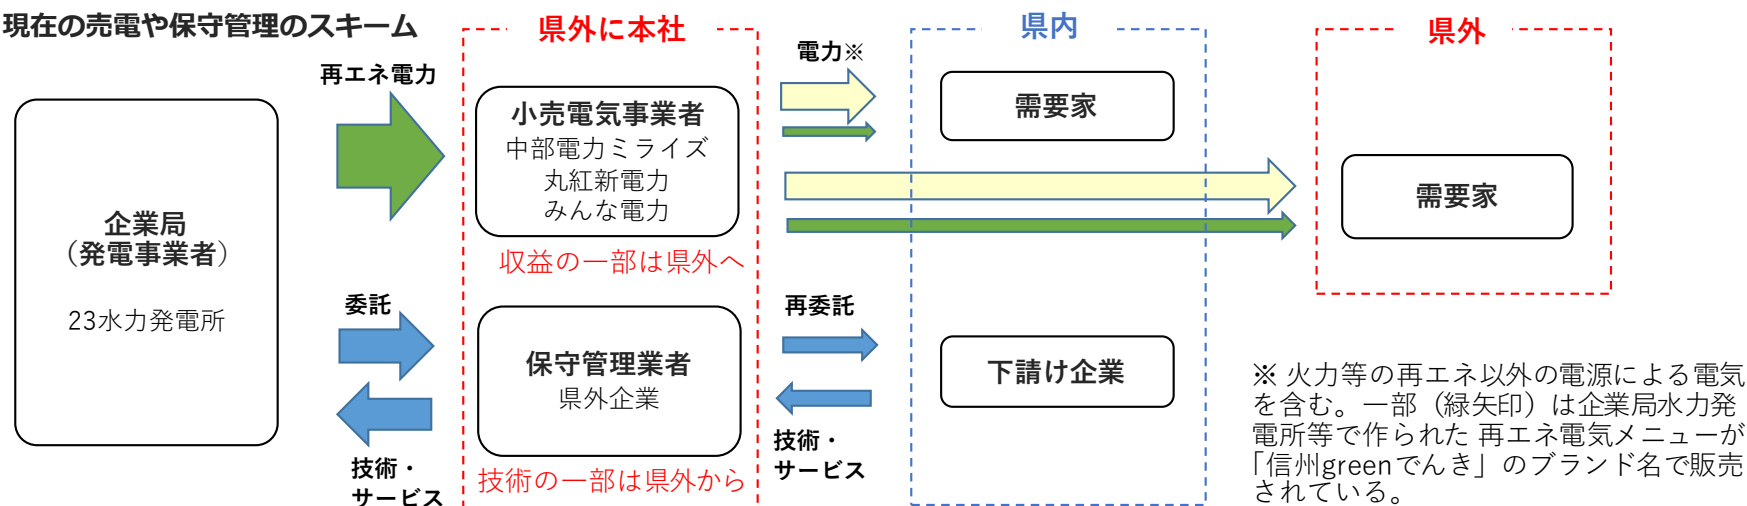 現在の売電や保守管理のスキーム
県外に本社
県内
県外
再エネ電力
電力※
企業局
（発電事業者）
23水力発電所
小売電気事業者
中部電力ミライズ
丸紅新電力
みんな電力
収益の一部は県外へ
需要家
需要家
委託
技術・
サービス
保守管理業者
県外企業
技術の一部は県外から
再委託
技術・
サービス
下請け企業
※ 火力等の再エネ以外の電源による電気
を含む。一部（緑矢印）は企業局水力発
電所等で作られた 再エネ電気メニューが
「信州greenでんき」のブランド名で販売
されている。